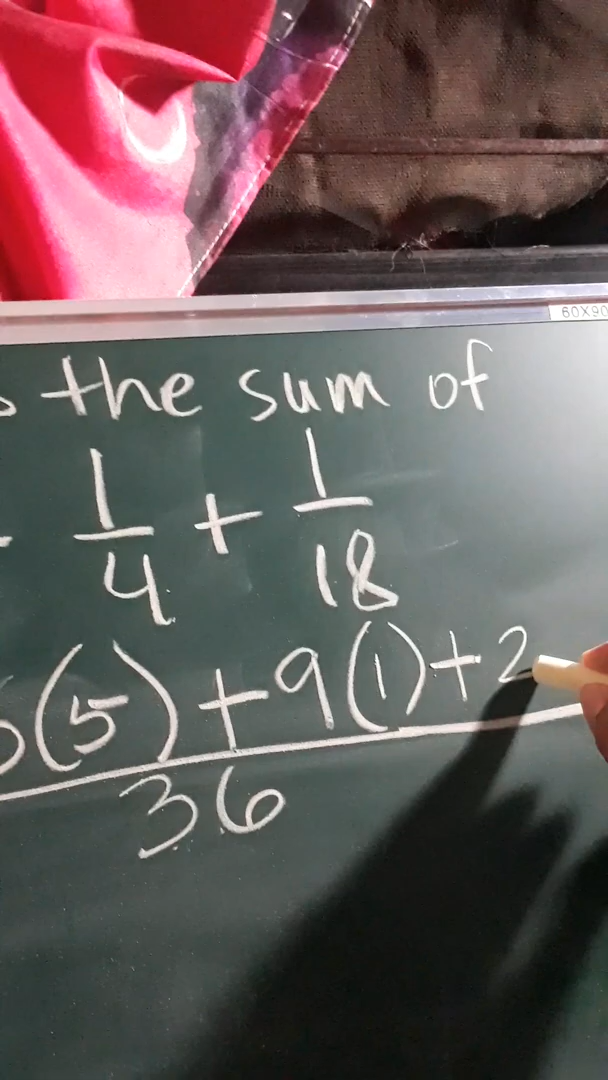 60X90
the sum of
1/4 + 1/18
(5) + 9(1) + 2
36